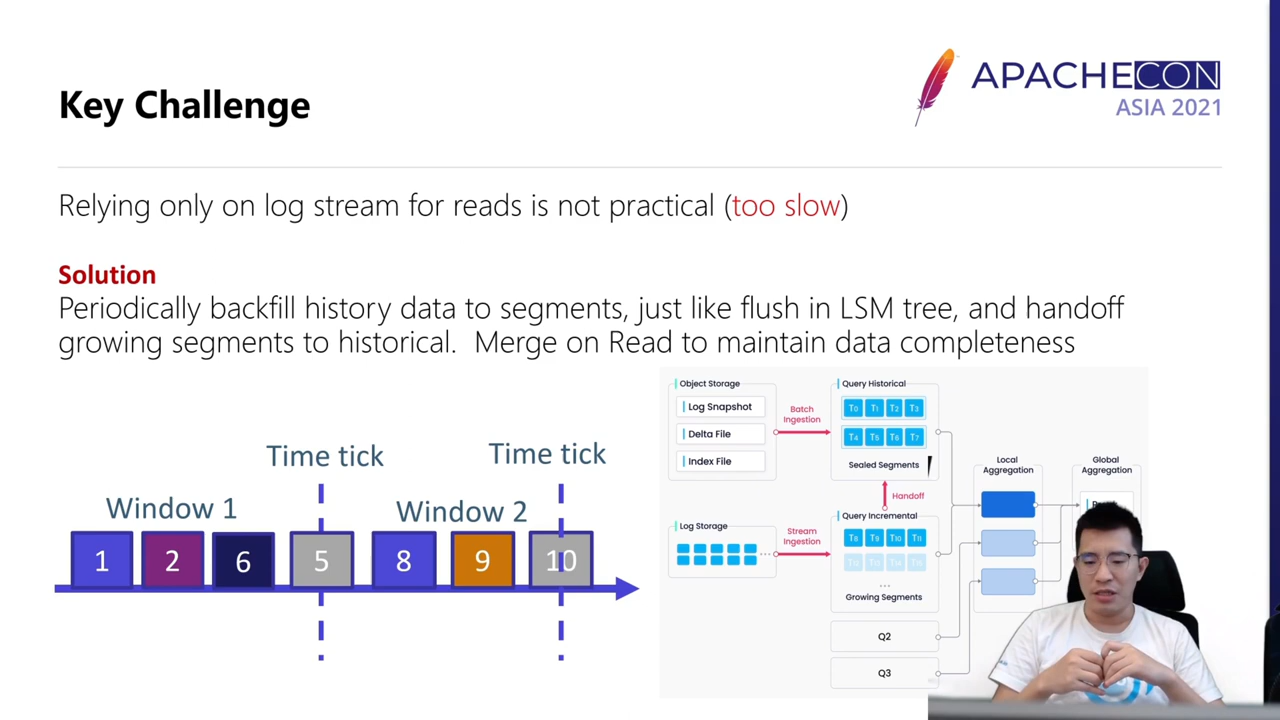 APACHECON
ASIA 2021
Key Challenge
Relying only on log stream for reads is not practical (too slow)
Solution
Periodically backfill history data to segments, just like flush in LSM tree, and handoff
growing segments to historical. Merge on Read to maintain data completeness
Time tick
Time tick
Window 1
Window 2
1
2
6
5
8
9
10
Object Storage
Log Snapshot
Delta File
Index File
Batch
Ingestion
Query Historical
T0 T1 T2 T3
T4 T5 T6 T7
Sealed Segments
Handoff
Log Storage
...
Stream
Ingestion
Query Incremental
T8 T9 T10 T11
T12 T13 T14 T15
...
Growing Segments
Q2
Q3
Local
Aggregation
Global
Aggregation